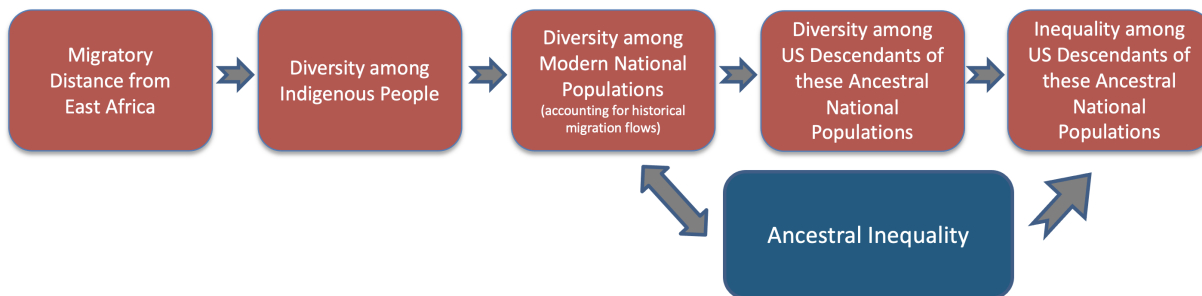 Migratory
Distance from
East Africa
Diversity among
Indigenous People
Diversity among
Modern National
Populations
(accounting for historical
migration flows)
Diversity among
US Descendants of
these Ancestral
National
Populations
Inequality among
US Descendants of
these Ancestral
National
Populations
Ancestral Inequality